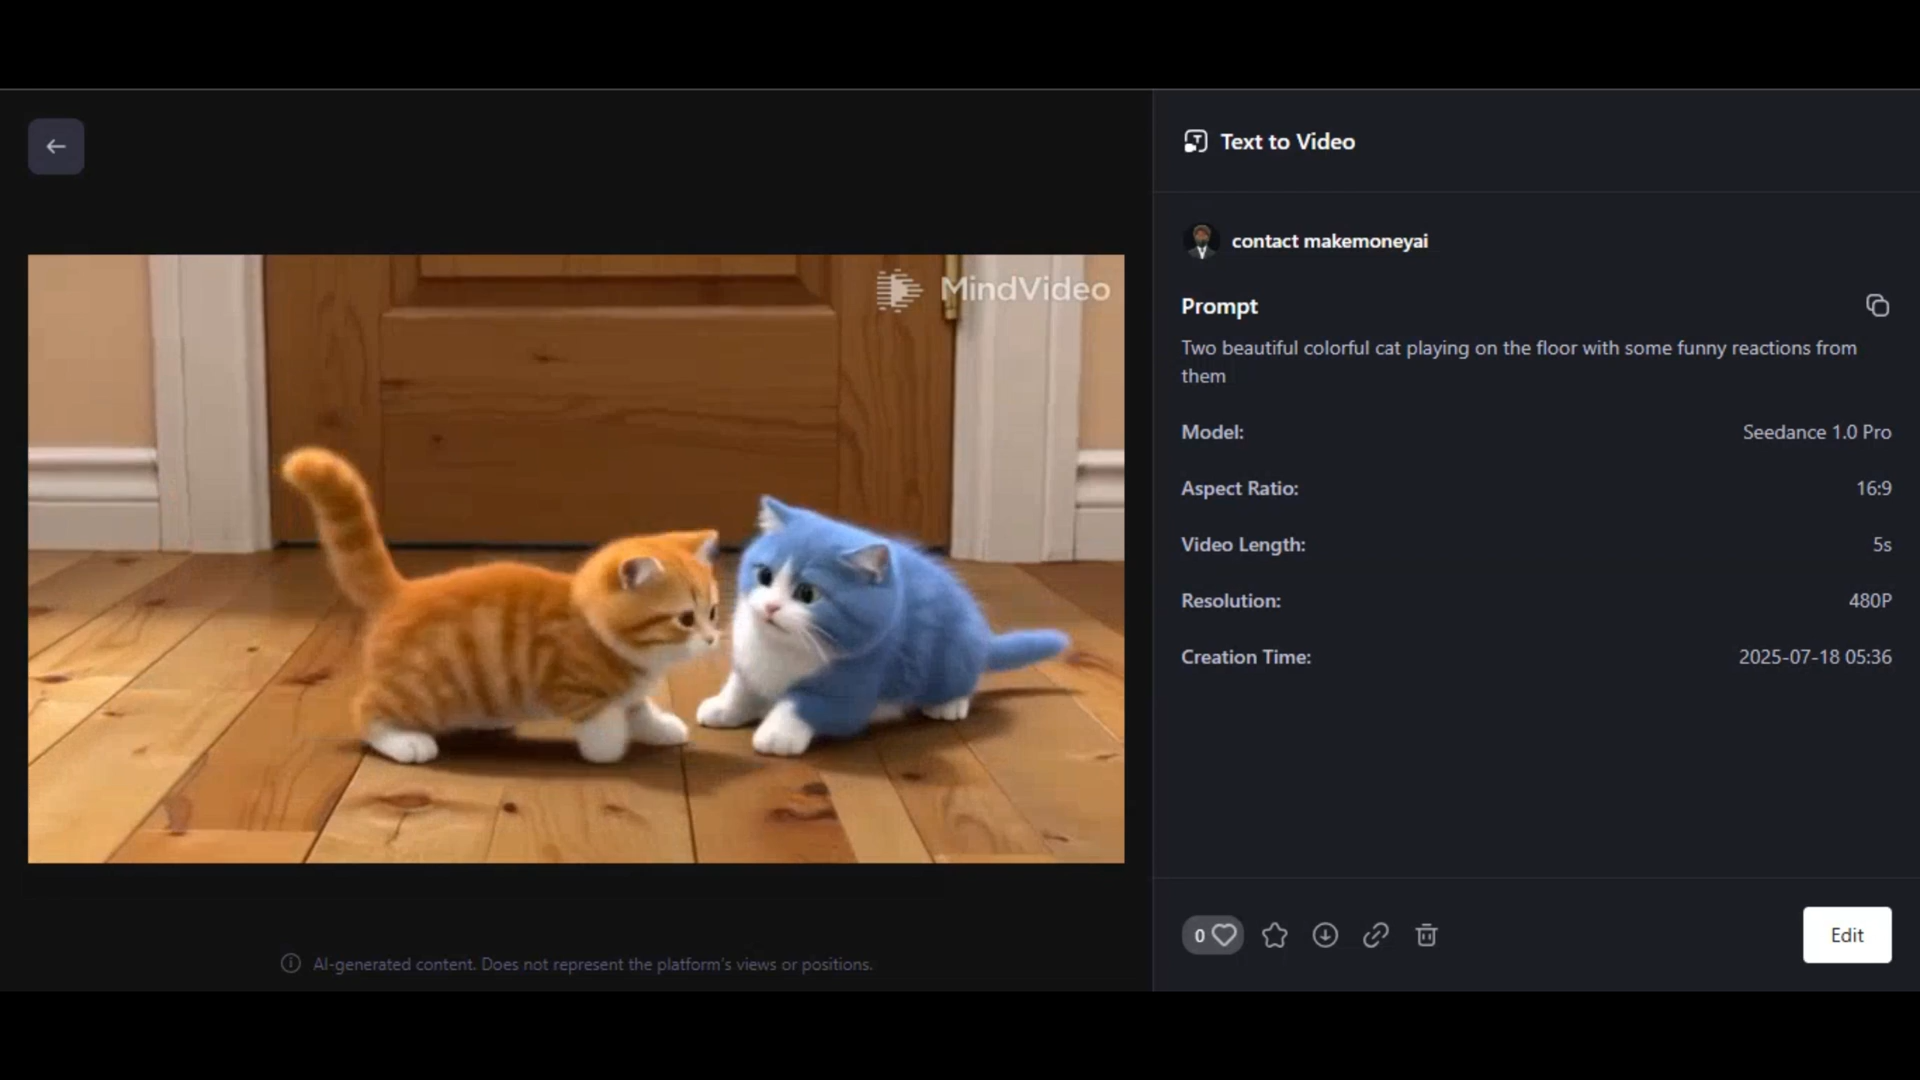 Text to Video
contact makemoneyai
MindVideo
Prompt
Two beautiful colorful cat playing on the floor with some funny reactions from
them
Model: Seedance 1.0 Pro
Aspect Ratio: 16:9
Video Length: 5s
Resolution: 480P
Creation Time: 2025-07-18 05:36
0
Edit
AI-generated content. Does not represent the platform's views or positions.